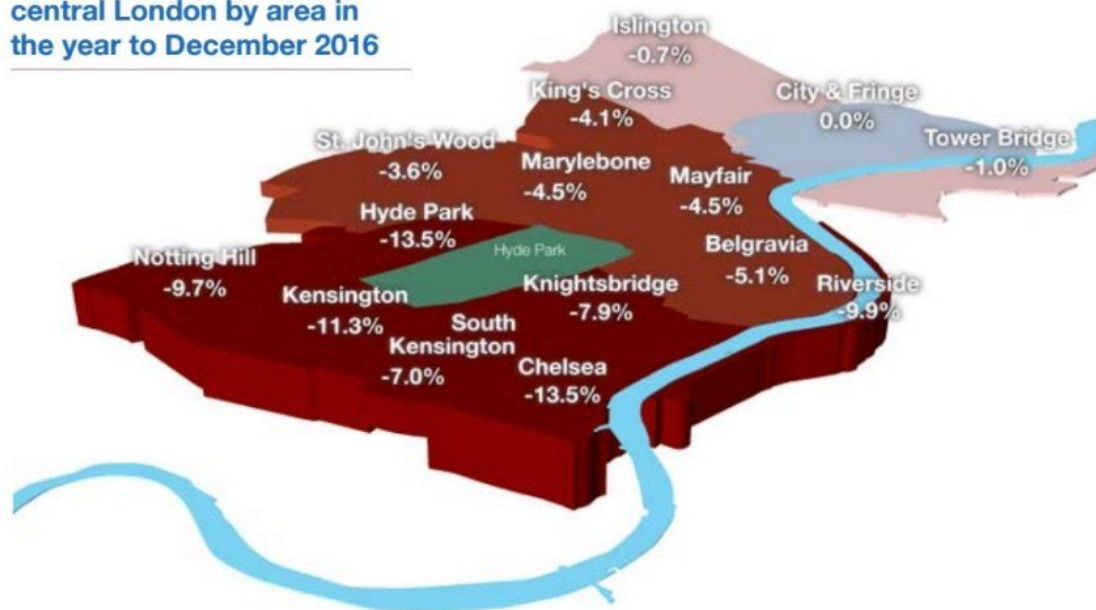 central London by area in
the year to December 2016
Islington
-0.7%
King's Cross
-4.1%
City & Fringe
0.0%
Tower Bridge
-1.0%
St. John's Wood
-3.6%
Marylebone
-4.5%
Mayfair
-4.5%
Hyde Park
-13.5%
Hyde Park
Belgravia
-5.1%
Notting Hill
-9.7%
Kensington
-11.3%
Knightsbridge
-7.9%
Riverside
-9.9%
South
Kensington
-7.0%
Chelsea
-13.5%